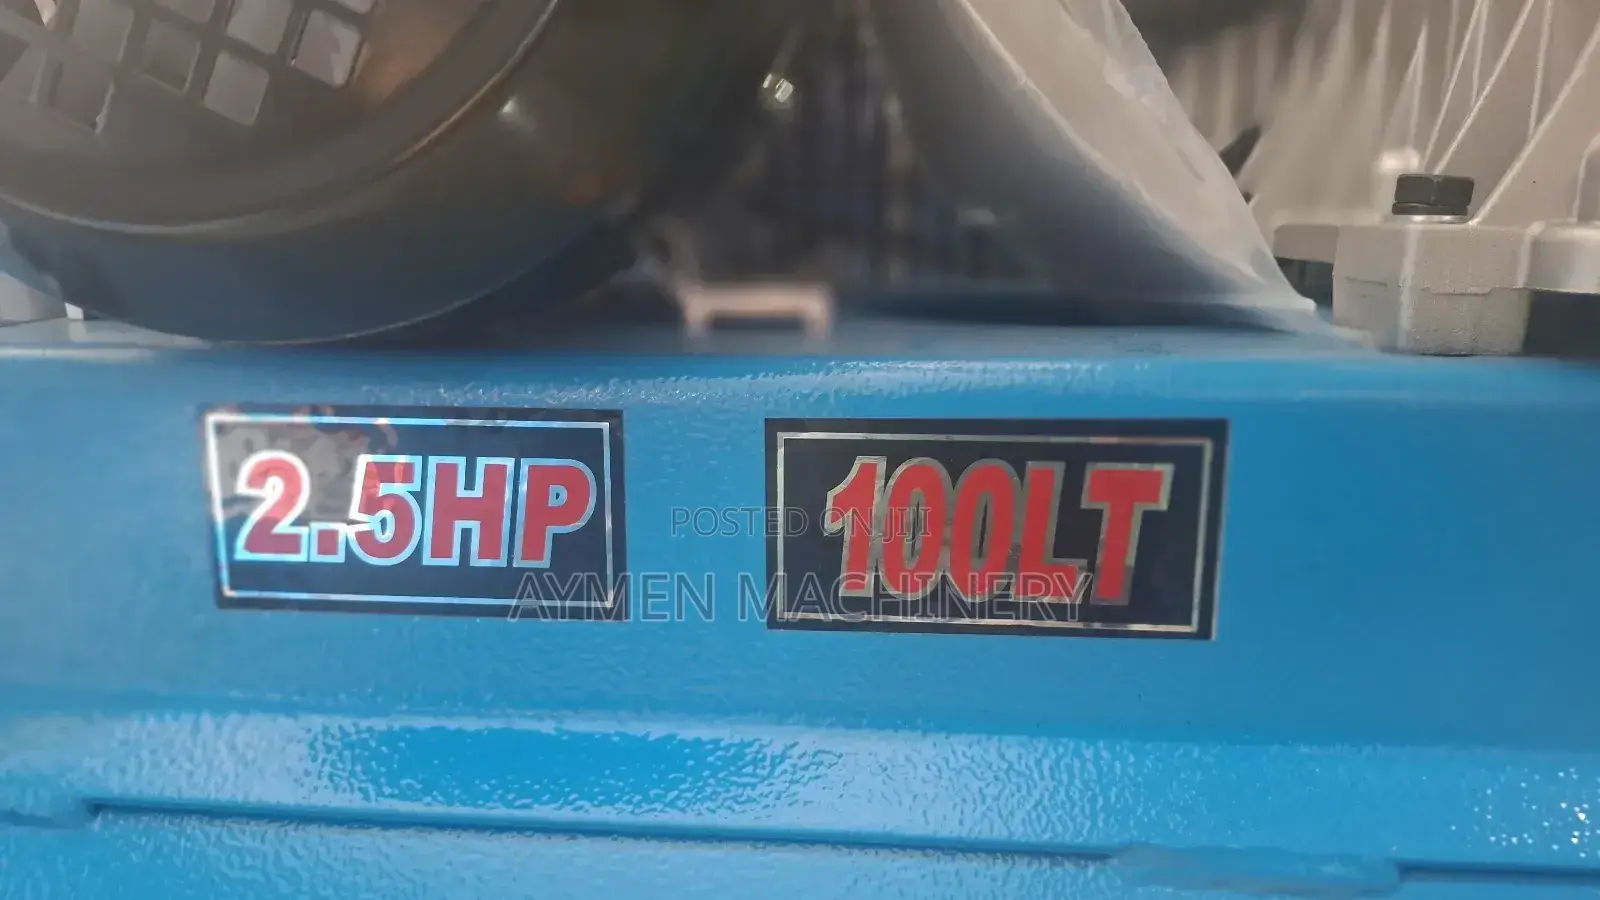 2.5HP
100LT
POSTED ON JIJI
AYMEN MACHINERY